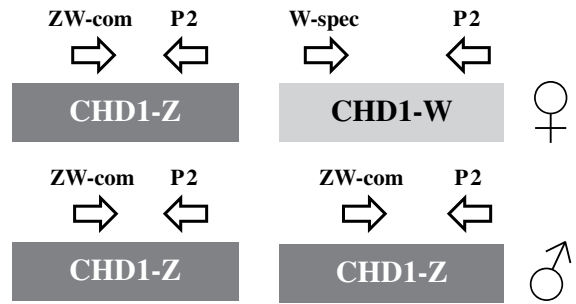 ZW-com P2 W-spec P2
CHD1-Z CHD1-W
ZW-com P2 ZW-com P2
CHD1-Z CHD1-Z